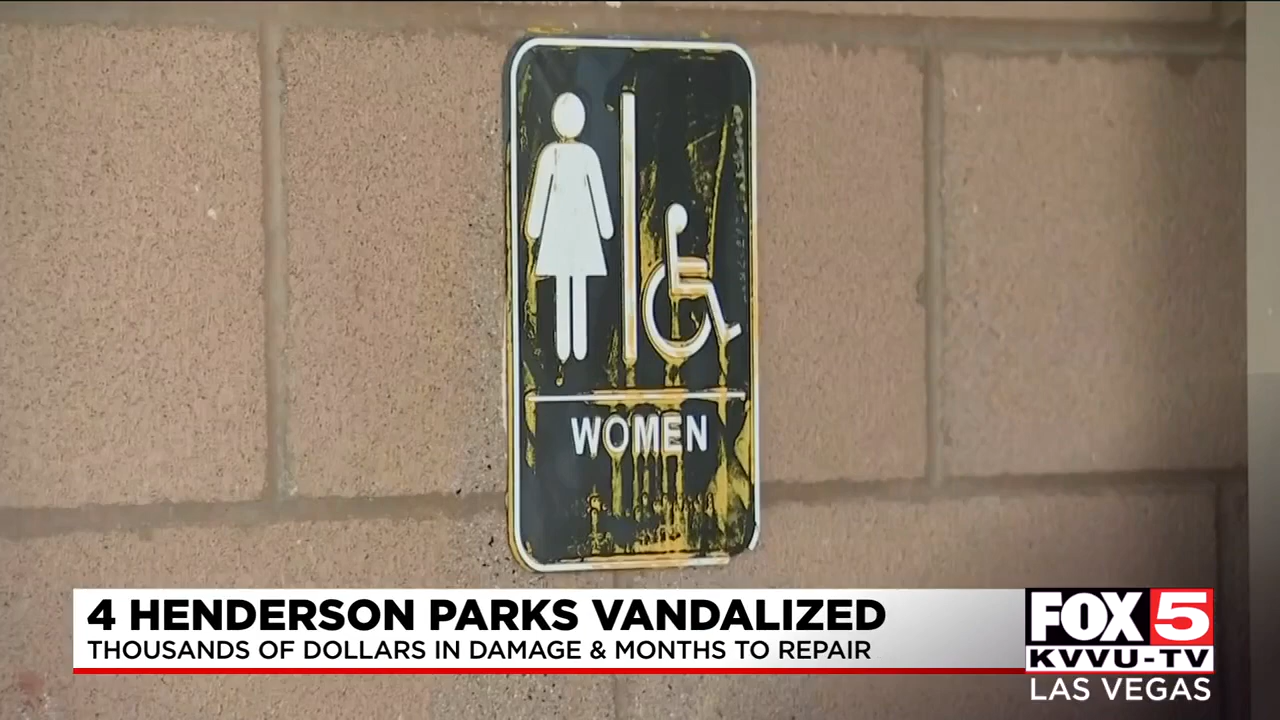 WOMEN
4 HENDERSON PARKS VANDALIZED
THOUSANDS OF DOLLARS IN DAMAGE & MONTHS TO REPAIR
FOX 5
KVVU-TV
LAS VEGAS